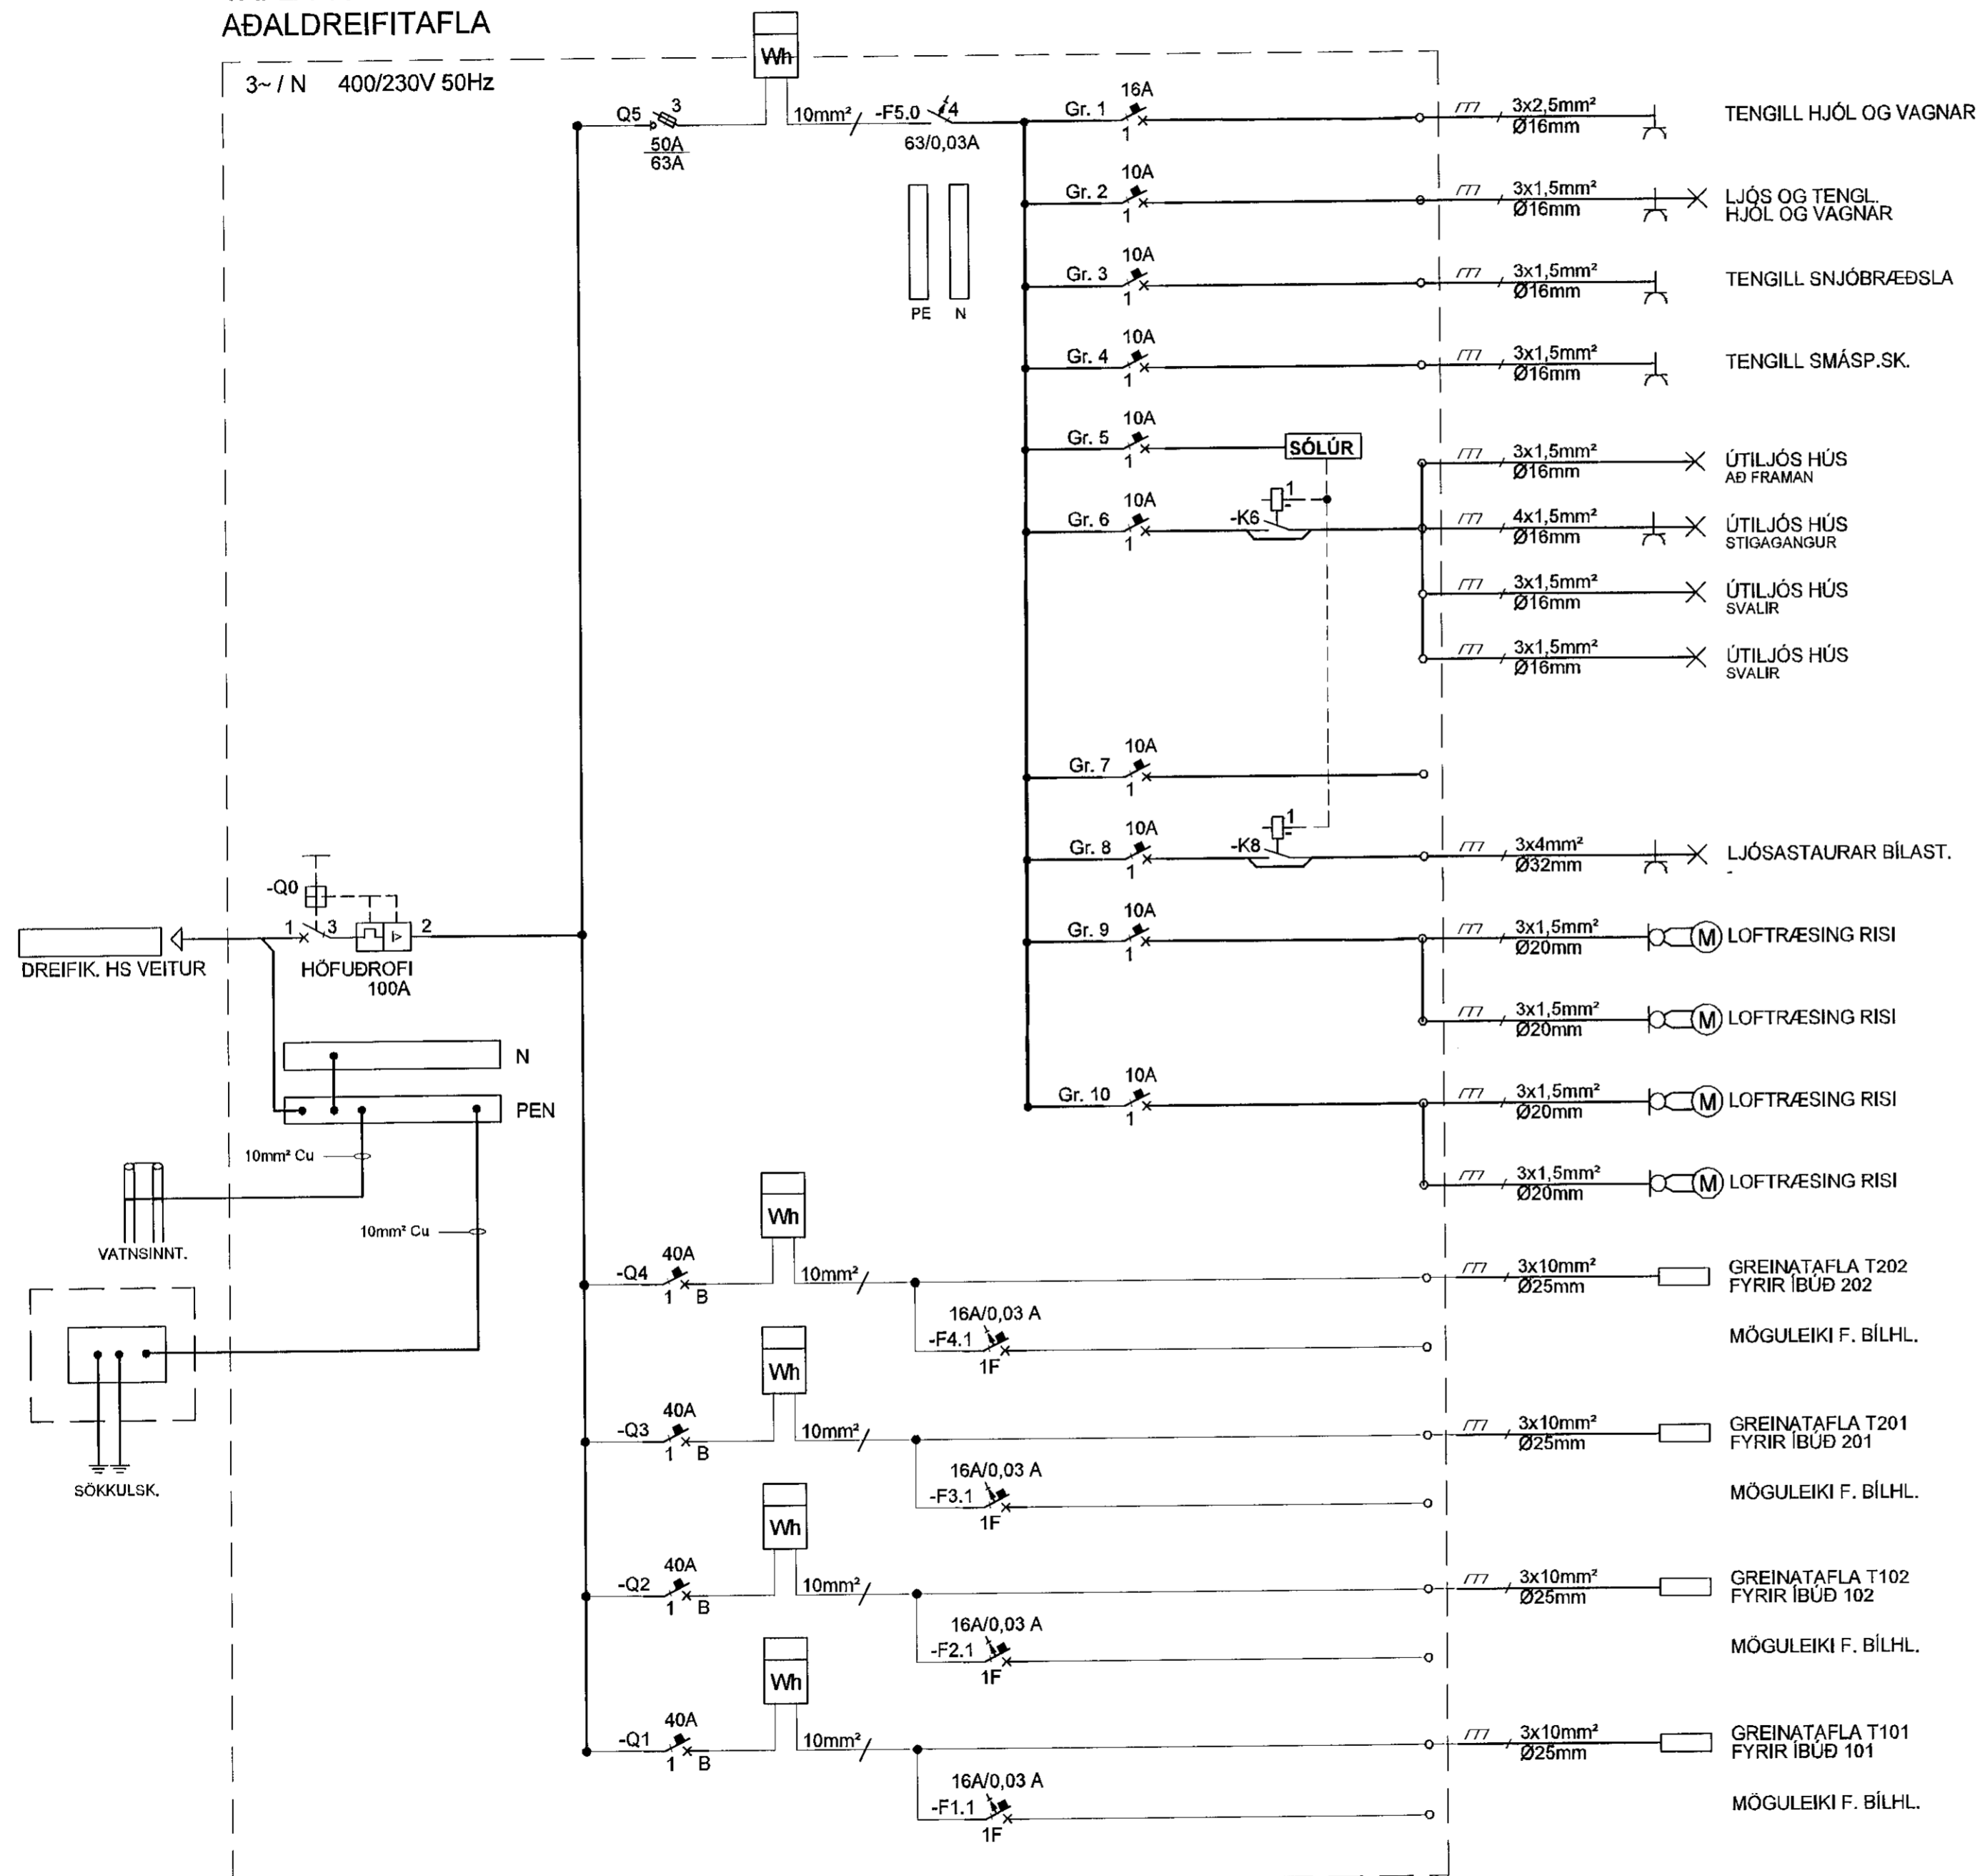 AÐALDREIFITAFLA
3~ / N 400/230V 50Hz
Wh
Q5
3
50A
63A
10mm²
-F5.0
4
63/0,03A
PE
N
Gr. 1
16A
1
3x2,5mm²
Ø16mm
TENGILL HJÓL OG VAGNAR
Gr. 2
10A
1
3x1,5mm²
Ø16mm
LJÓS OG TENGL.
HJÓL OG VAGNAR
Gr. 3
10A
1
3x1,5mm²
Ø16mm
TENGILL SNJÓBRÆÐSLA
Gr. 4
10A
1
3x1,5mm²
Ø16mm
TENGILL SMÁSP.SK.
Gr. 5
10A
1
SÓLÚR
3x1,5mm²
Ø16mm
ÚTILJÓS HÚS
AÐ FRAMAN
Gr. 6
10A
1
-K6
1
4x1,5mm²
Ø16mm
ÚTILJÓS HÚS
STIGAGANGUR
3x1,5mm²
Ø16mm
ÚTILJÓS HÚS
SVALIR
3x1,5mm²
Ø16mm
ÚTILJÓS HÚS
SVALIR
Gr. 7
10A
1
Gr. 8
10A
1
-K8
1
3x4mm²
Ø32mm
LJÓSASTAURAR BÍLAST.
-
Gr. 9
10A
1
3x1,5mm²
Ø20mm
M
LOFTRÆSING RISI
3x1,5mm²
Ø20mm
M
LOFTRÆSING RISI
Gr. 10
10A
1
3x1,5mm²
Ø20mm
M
LOFTRÆSING RISI
3x1,5mm²
Ø20mm
M
LOFTRÆSING RISI
-Q0
1
3
I>
2
DREIFIK. HS VEITUR
HÖFUÐROFI
100A
N
PEN
10mm² Cu
10mm² Cu
VATNSINNT.
SÖKKULSK.
-Q4
40A
1
B
Wh
10mm²
3x10mm²
Ø25mm
GREINATAFLA T202
FYRIR ÍBÚÐ 202
16A/0,03 A
-F4.1
1F
MÖGULEIKI F. BÍLHL.
-Q3
40A
1
B
Wh
10mm²
3x10mm²
Ø25mm
GREINATAFLA T201
FYRIR ÍBÚÐ 201
16A/0,03 A
-F3.1
1F
MÖGULEIKI F. BÍLHL.
-Q2
40A
1
B
Wh
10mm²
3x10mm²
Ø25mm
GREINATAFLA T102
FYRIR ÍBÚÐ 102
16A/0,03 A
-F2.1
1F
MÖGULEIKI F. BÍLHL.
-Q1
40A
1
B
Wh
10mm²
3x10mm²
Ø25mm
GREINATAFLA T101
FYRIR ÍBÚÐ 101
16A/0,03 A
-F1.1
1F
MÖGULEIKI F. BÍLHL.